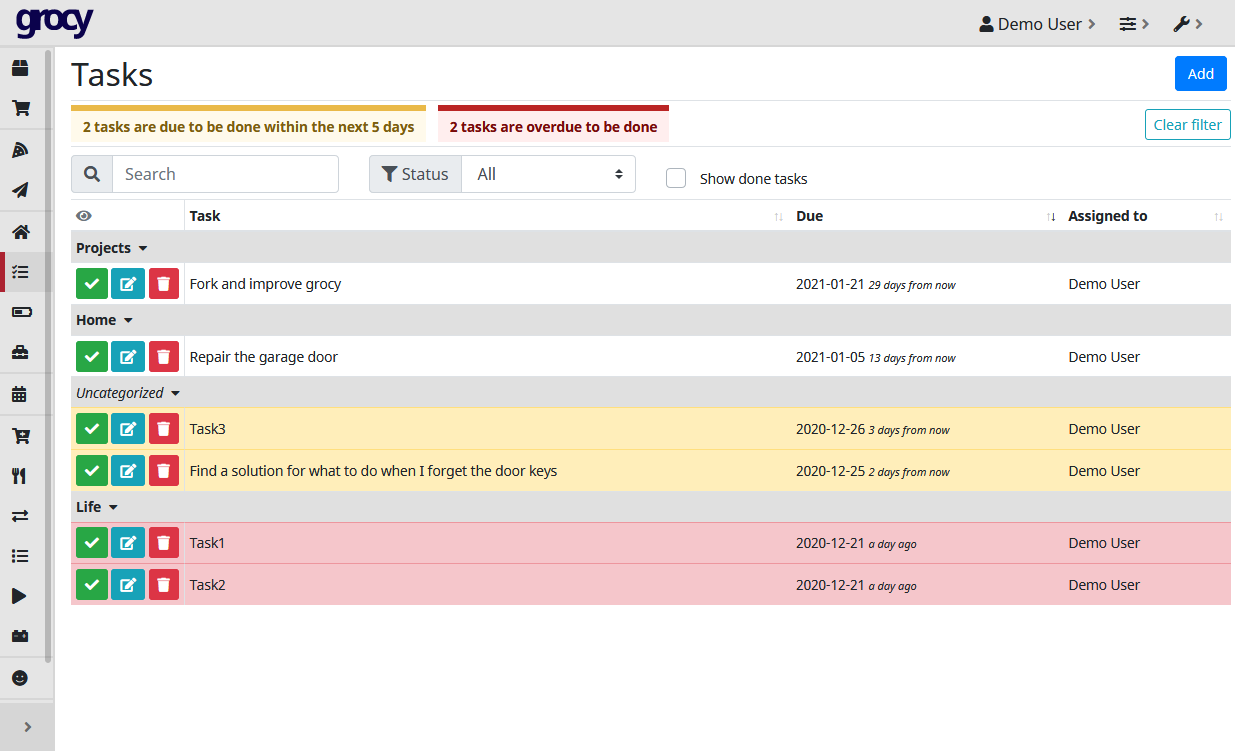 grocy
Demo User
Tasks
Add
2 tasks are due to be done within the next 5 days
2 tasks are overdue to be done
Clear filter
Search
Status
All
Show done tasks
Task
Due
Assigned to
Projects
Fork and improve grocy 2021-01-21 29 days from now Demo User
Home
Repair the garage door 2021-01-05 13 days from now Demo User
Uncategorized
Task3 2020-12-26 3 days from now Demo User
Find a solution for what to do when I forget the door keys 2020-12-25 2 days from now Demo User
Life
Task1 2020-12-21 a day ago Demo User
Task2 2020-12-21 a day ago Demo User